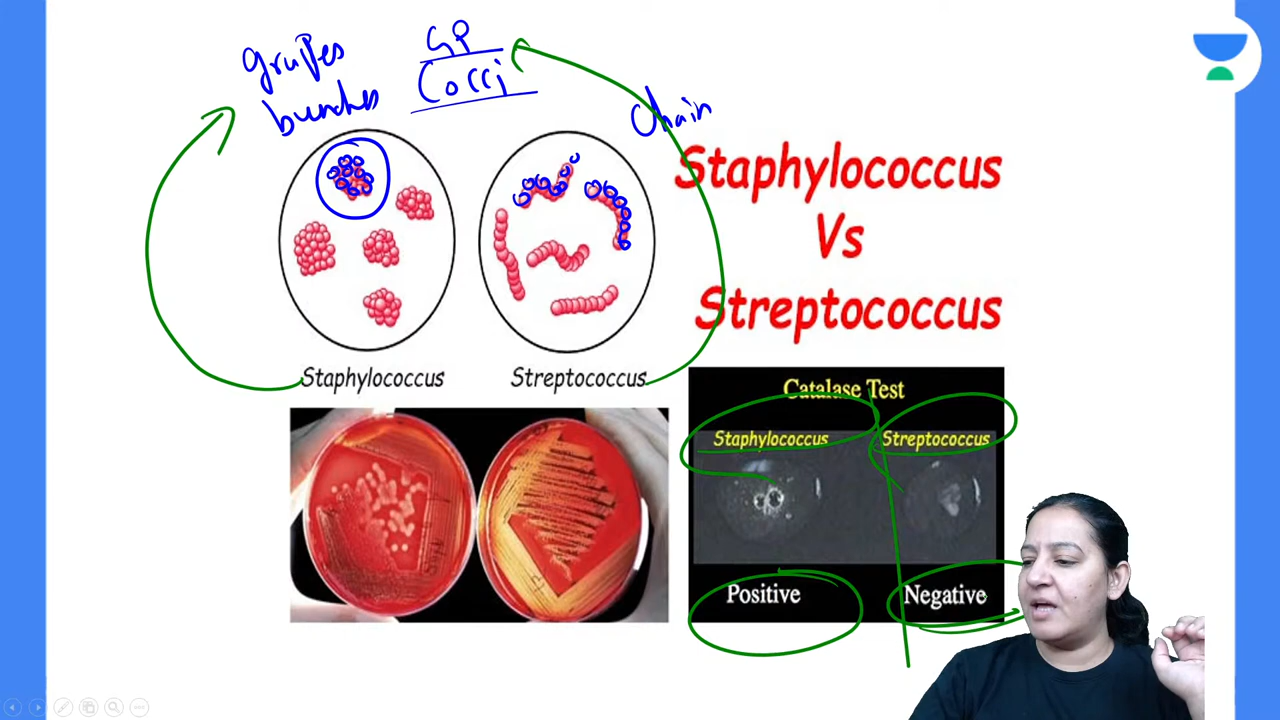 grapes
bunches
GP
Cocci
Chain
Staphylococcus
Vs
Streptococcus
Staphylococcus
Streptococcus
Catalase Test
Staphylococcus
Streptococcus
Positive
Negative